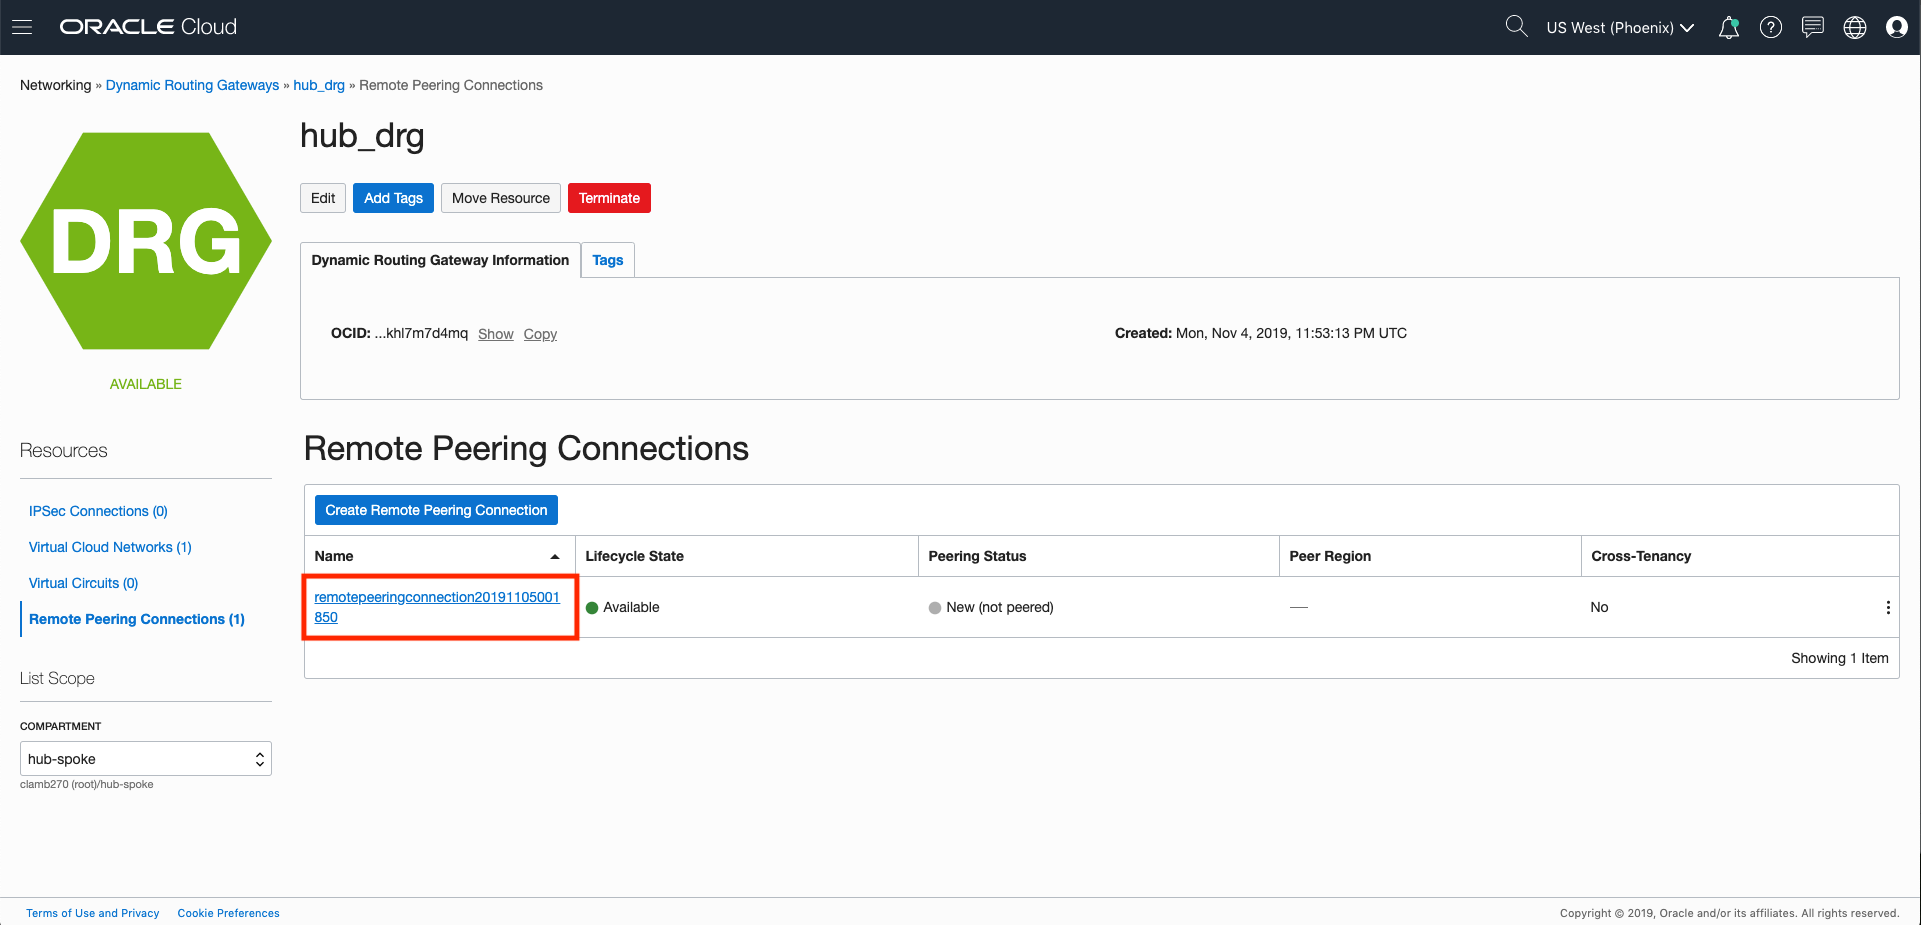 ORACLE Cloud
US West (Phoenix)
Networking » Dynamic Routing Gateways » hub_drg » Remote Peering Connections
DRG
AVAILABLE
hub_drg
Edit
Add Tags
Move Resource
Terminate
Dynamic Routing Gateway Information
Tags
OCID: ...khl7m7d4mq Show Copy
Created: Mon, Nov 4, 2019, 11:53:13 PM UTC
Resources
IPSec Connections (0)
Virtual Cloud Networks (1)
Virtual Circuits (0)
Remote Peering Connections (1)
List Scope
COMPARTMENT
hub-spoke
clamb270 (root)/hub-spoke
Remote Peering Connections
Create Remote Peering Connection
Name Lifecycle State Peering Status Peer Region Cross-Tenancy
remotepeeringconnection20191105001
850
Available New (not peered) — No
Showing 1 Item
Terms of Use and Privacy Cookie Preferences
Copyright © 2019, Oracle and/or its affiliates. All rights reserved.